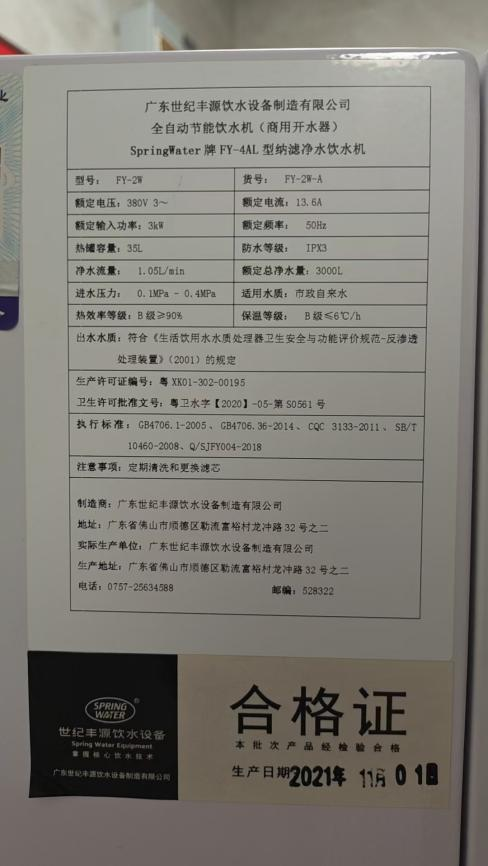 广东世纪丰源饮水设备制造有限公司
全自动节能饮水机（商用开水器）
SpringWater 牌 FY-4AL 型纳滤净水饮水机
型号： FY-2W 货号： FY-2W-A
额定电压：380V 3～ 额定电流：13.6A
额定输入功率：3kW 额定频率： 50Hz
热罐容量：35L 防水等级： IPX3
净水流量： 1.05L/min 额定总净水量：3000L
进水压力： 0.1MPa - 0.4MPa 适用水质：市政自来水
热效率等级：B 级≥90% 保温等级： B 级≤6℃/h
出水水质：符合《生活饮用水水质处理器卫生安全与功能评价规范-反渗透
处理装置》（2001）的规定
生产许可证编号：粤 XK01-302-00195
卫生许可批准文号：粤卫水字【2020】-05-第 S0561 号
执行标准：GB4706.1-2005、GB4706.36-2014、CQC 3133-2011、SB/T
10460-2008、Q/SJFY004-2018
注意事项：定期清洗和更换滤芯
制造商：广东世纪丰源饮水设备制造有限公司
地址：广东省佛山市顺德区勒流富裕村龙冲路 32 号之二
实际生产单位：广东世纪丰源饮水设备制造有限公司
生产地址：广东省佛山市顺德区勒流富裕村龙冲路 32 号之二
电话：0757-25634588 邮编：528322
SPRING
WATER®
世纪丰源饮水设备
Spring Water Equipment
掌握核心饮水技术
广东世纪丰源饮水设备制造有限公司
合格证
本批次产品经检验合格
生产日期 2021年 11月 01日